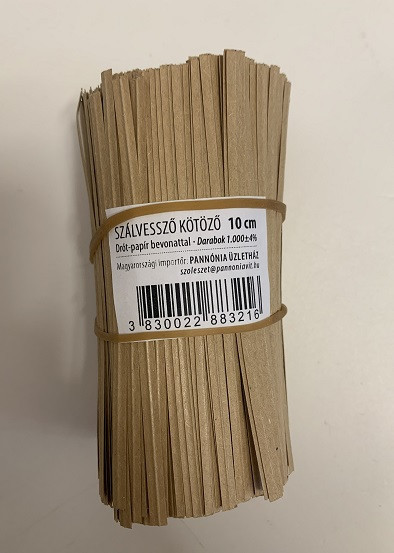 SZÁLVESSZŐ KÖTÖZŐ 10 cm
Drót-papír bevonattal - Darabok 1.000±4%
Magyarországi importőr: PANNÓNIA ÜZLETHÁZ
szoleszet@pannoniavit.hu
3 830022 883216